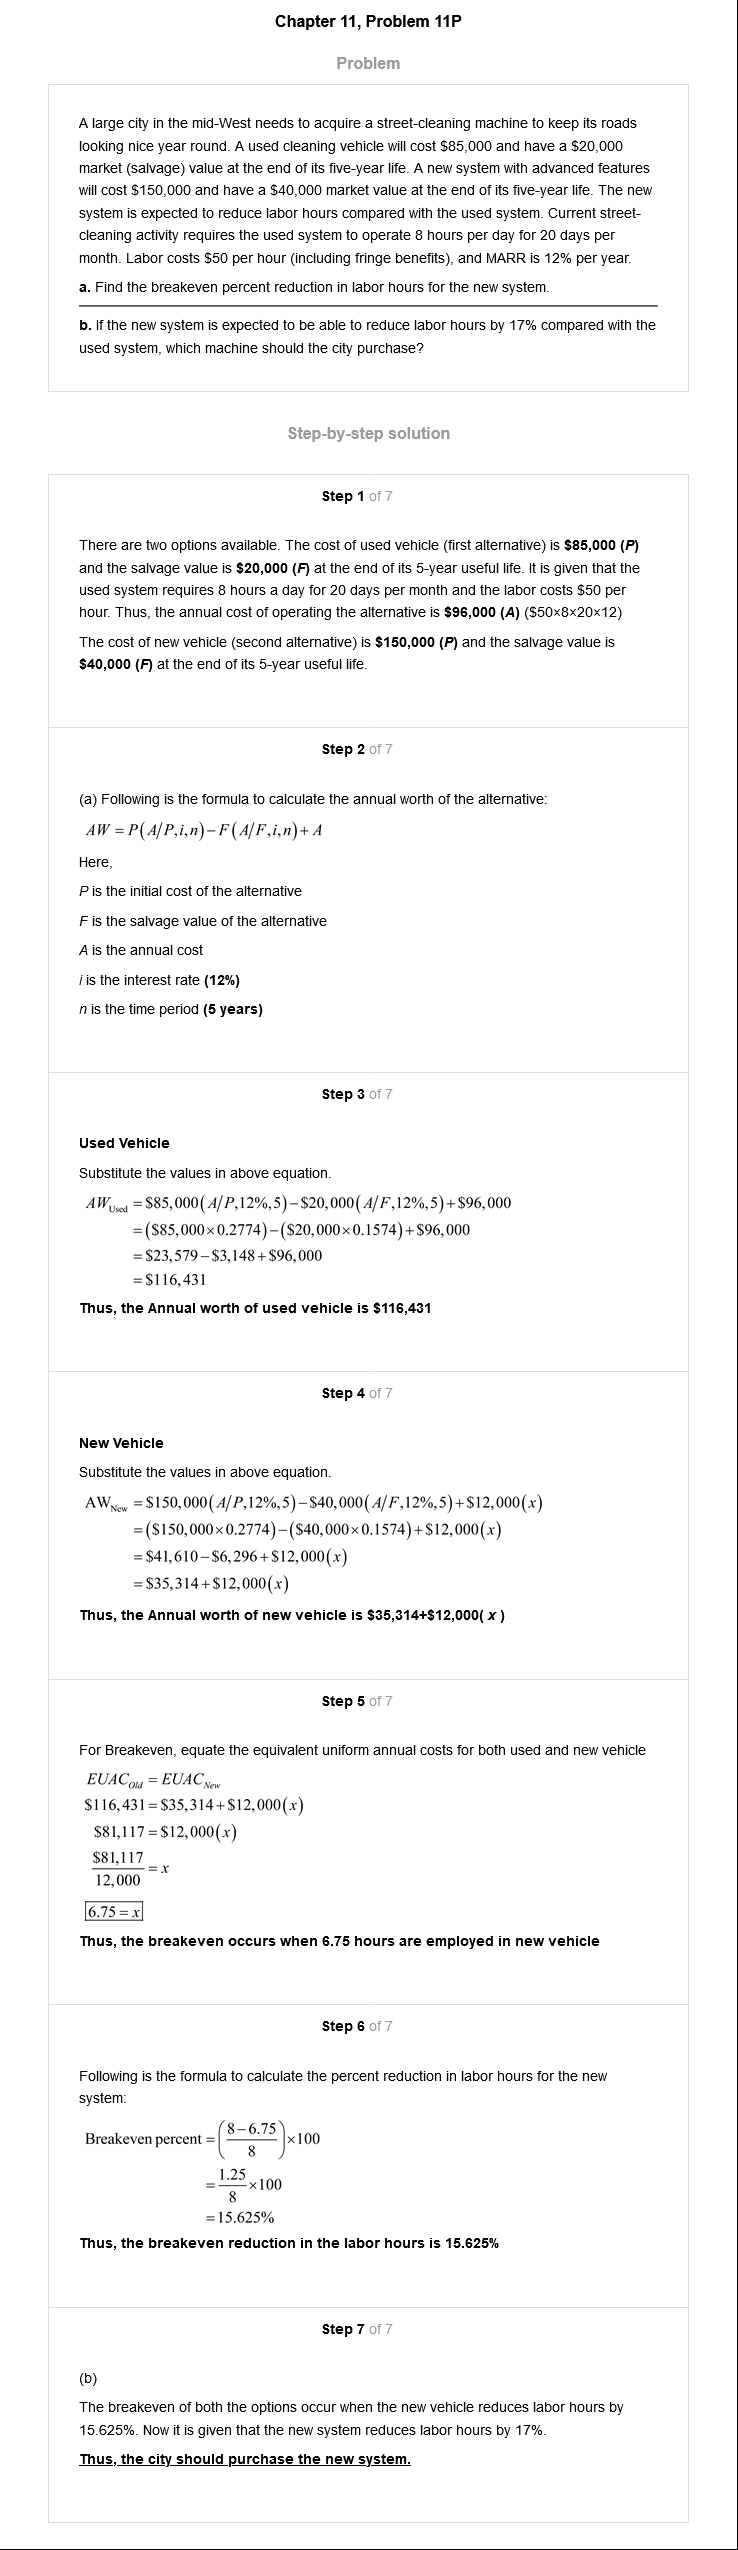 Chapter 11, Problem 11P
Problem
A large city in the mid-West needs to acquire a street-cleaning machine to keep its roads
looking nice year round. A used cleaning vehicle will cost $85,000 and have a $20,000
market (salvage) value at the end of its five-year life. A new system with advanced features
will cost $150,000 and have a $40,000 market value at the end of its five-year life. The new
system is expected to reduce labor hours compared with the used system. Current street-
cleaning activity requires the used system to operate 8 hours per day for 20 days per
month. Labor costs $50 per hour (including fringe benefits), and MARR is 12% per year.
a. Find the breakeven percent reduction in labor hours for the new system.
b. If the new system is expected to be able to reduce labor hours by 17% compared with the
used system, which machine should the city purchase?
Step-by-step solution
Step 1 of 7
There are two options available. The cost of used vehicle (first alternative) is $85,000 (P)
and the salvage value is $20,000 (F) at the end of its 5-year useful life. It is given that the
used system requires 8 hours a day for 20 days per month and the labor costs $50 per
hour. Thus, the annual cost of operating the alternative is $96,000 (A) ($50×8×20×12)
The cost of new vehicle (second alternative) is $150,000 (P) and the salvage value is
$40,000 (F) at the end of its 5-year useful life.
Step 2 of 7
(a) Following is the formula to calculate the annual worth of the alternative:
AW = P(A/P,i,n)−F(A/F,i,n)+A
Here,
P is the initial cost of the alternative
F is the salvage value of the alternative
A is the annual cost
i is the interest rate (12%)
n is the time period (5 years)
Step 3 of 7
Used Vehicle
Substitute the values in above equation.
AW_Used = $85,000(A/P,12%,5)−$20,000(A/F,12%,5)+$96,000
=($85,000×0.2774)−($20,000×0.1574)+$96,000
=$23,579−$3,148+$96,000
=$116,431
Thus, the Annual worth of used vehicle is $116,431
Step 4 of 7
New Vehicle
Substitute the values in above equation.
AW_New = $150,000(A/P,12%,5)−$40,000(A/F,12%,5)+$12,000(x)
=($150,000×0.2774)−($40,000×0.1574)+$12,000(x)
=$41,610−$6,296+$12,000(x)
=$35,314+$12,000(x)
Thus, the Annual worth of new vehicle is $35,314+$12,000( x )
Step 5 of 7
For Breakeven, equate the equivalent uniform annual costs for both used and new vehicle
EUAC_Old = EUAC_New
$116,431=$35,314+$12,000(x)
$81,117=$12,000(x)
$81,117
12,000
=x
6.75=x
Thus, the breakeven occurs when 6.75 hours are employed in new vehicle
Step 6 of 7
Following is the formula to calculate the percent reduction in labor hours for the new
system:
Breakeven percent =(8−6.75/8)×100
=1.25/8×100
=15.625%
Thus, the breakeven reduction in the labor hours is 15.625%
Step 7 of 7
(b)
The breakeven of both the options occur when the new vehicle reduces labor hours by
15.625%. Now it is given that the new system reduces labor hours by 17%.
Thus, the city should purchase the new system.